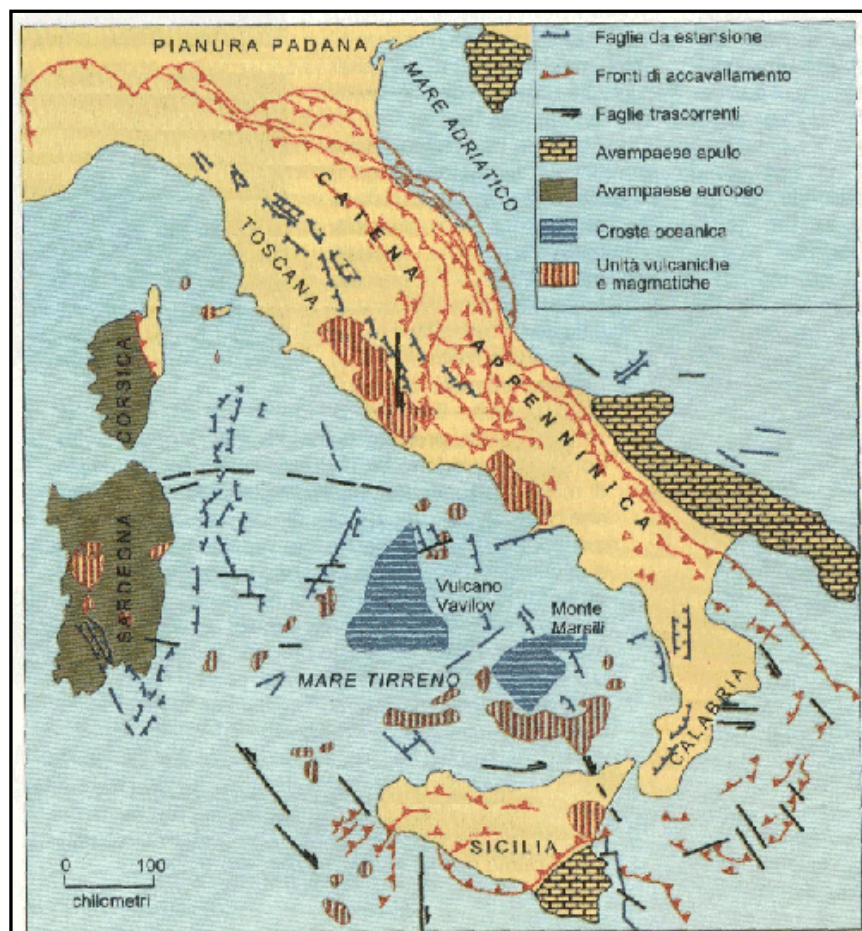 PIANURA PADANA
MARE ADRIATICO
Faglie da estensione
Fronti di accavallamento
Faglie trascorrenti
Avempaese apulo
Avampaese europeo
Crosta oceanica
Unità vulcaniche
e magmatiche
CATENA
APPENNINICA
TOSCANA
CORSICA
SARDEGNA
Vulcano
Vavilov
Monte
Marsili
MARE TIRRENO
CALABRIA
SICILIA
0 100
chilometri